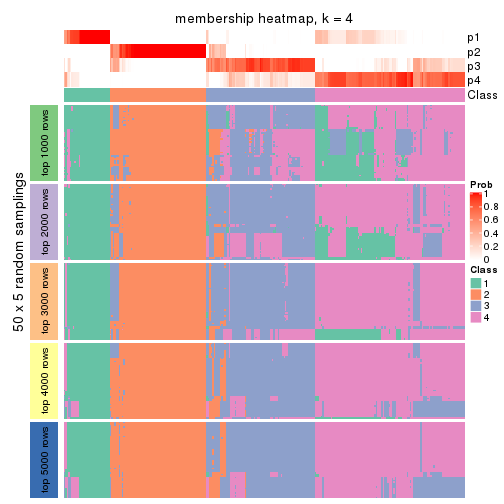 membership heatmap, k = 4
p1
p2
p3
p4
Class
50 x 5 random samplings
top 1000 rows
top 2000 rows
top 3000 rows
top 4000 rows
top 5000 rows
Prob
1
0.8
0.6
0.4
0.2
0
Class
1
2
3
4